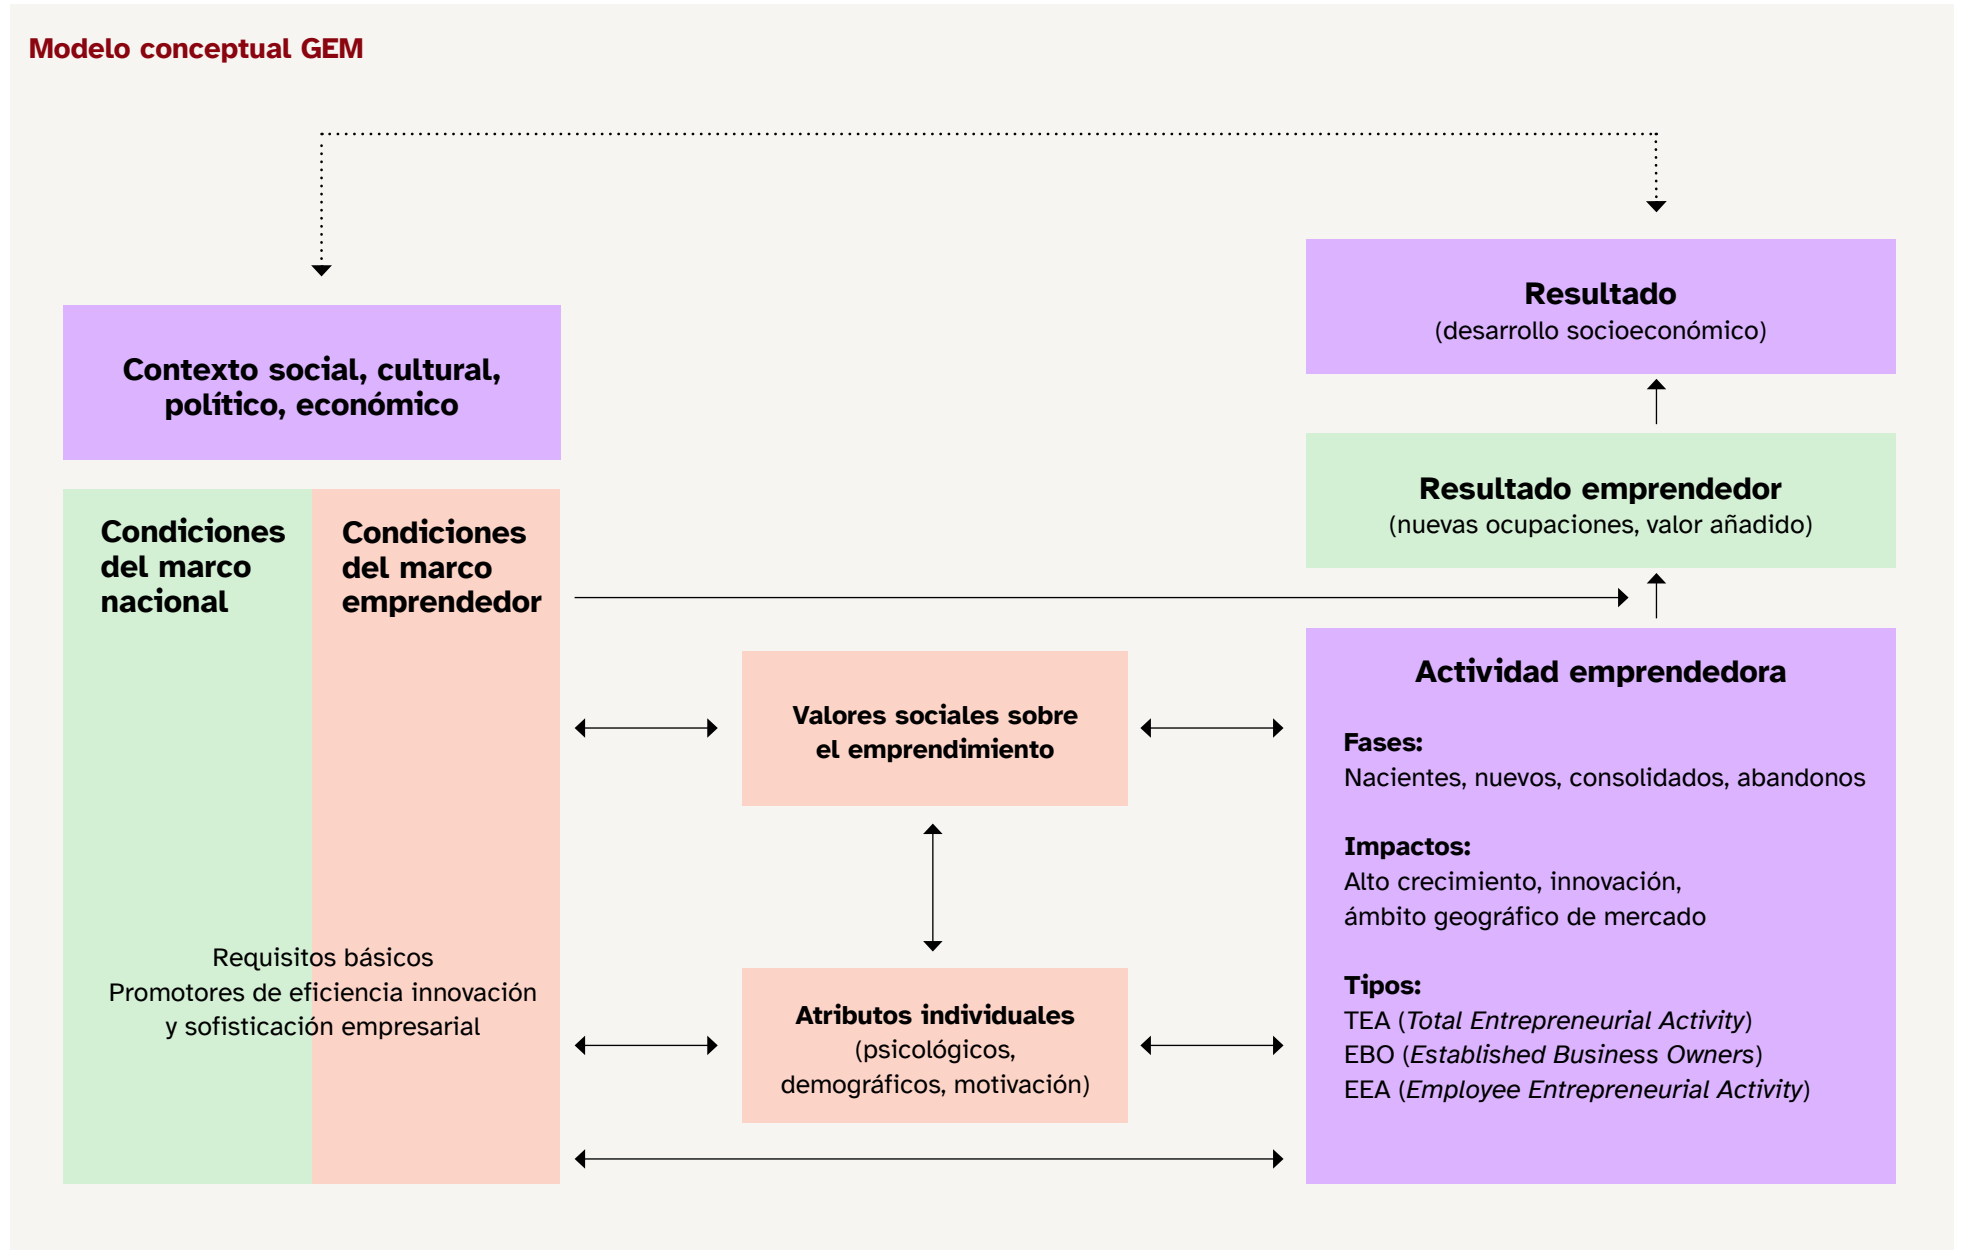 Modelo conceptual GEM
Contexto social, cultural,
político, económico
Condiciones
del marco
nacional
Condiciones
del marco
emprendedor
Requisitos básicos
Promotores de eficiencia innovación
y sofisticación empresarial
Valores sociales sobre
el emprendimiento
Atributos individuales
(psicológicos,
demográficos, motivación)
Resultado
(desarrollo socioeconómico)
Resultado emprendedor
(nuevas ocupaciones, valor añadido)
Actividad emprendedora
Fases:
Nacientes, nuevos, consolidados, abandonos
Impactos:
Alto crecimiento, innovación,
ámbito geográfico de mercado
Tipos:
TEA (Total Entrepreneurial Activity)
EBO (Established Business Owners)
EEA (Employee Entrepreneurial Activity)